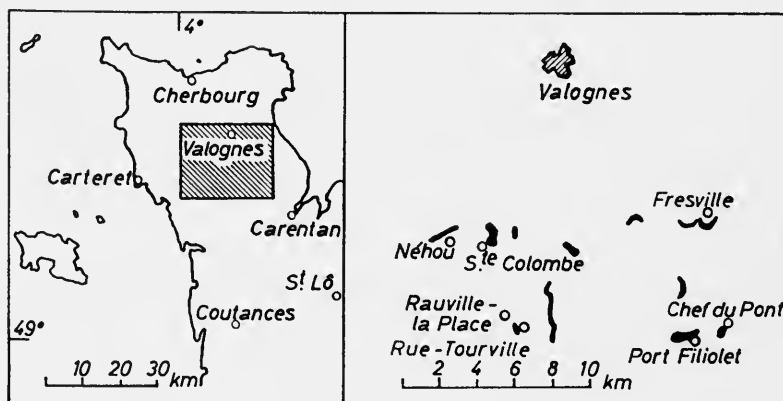 4°
Cherbourg
Valognes
Carteret
Carentan
St Lô
Coutances
49°
10 20 30
km
Valognes
Fresville
Néhou
Ste Colombe
Rauville-
la Place
Rue-Tourville
Chef du Pont
Port Filiolet
2 4 6 8 10
km